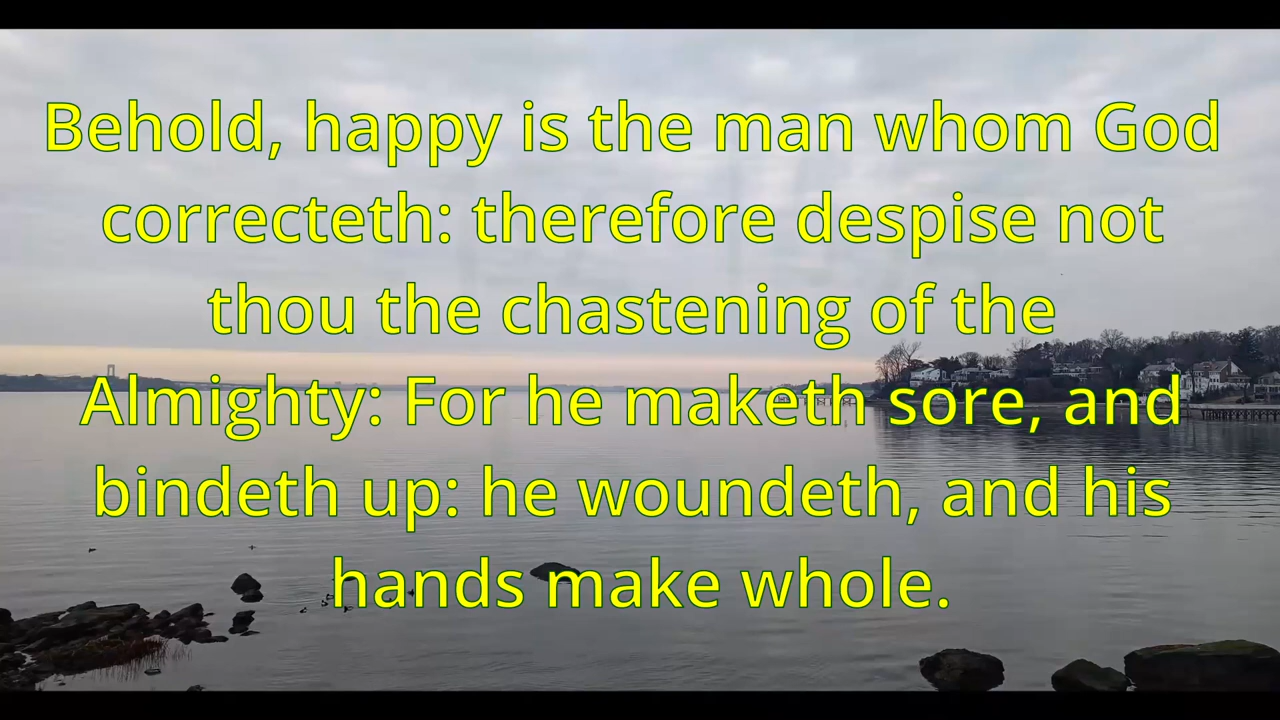 Behold, happy is the man whom God
correcteth: therefore despise not
thou the chastening of the
Almighty: For he maketh sore, and
bindeth up: he woundeth, and his
hands make whole.